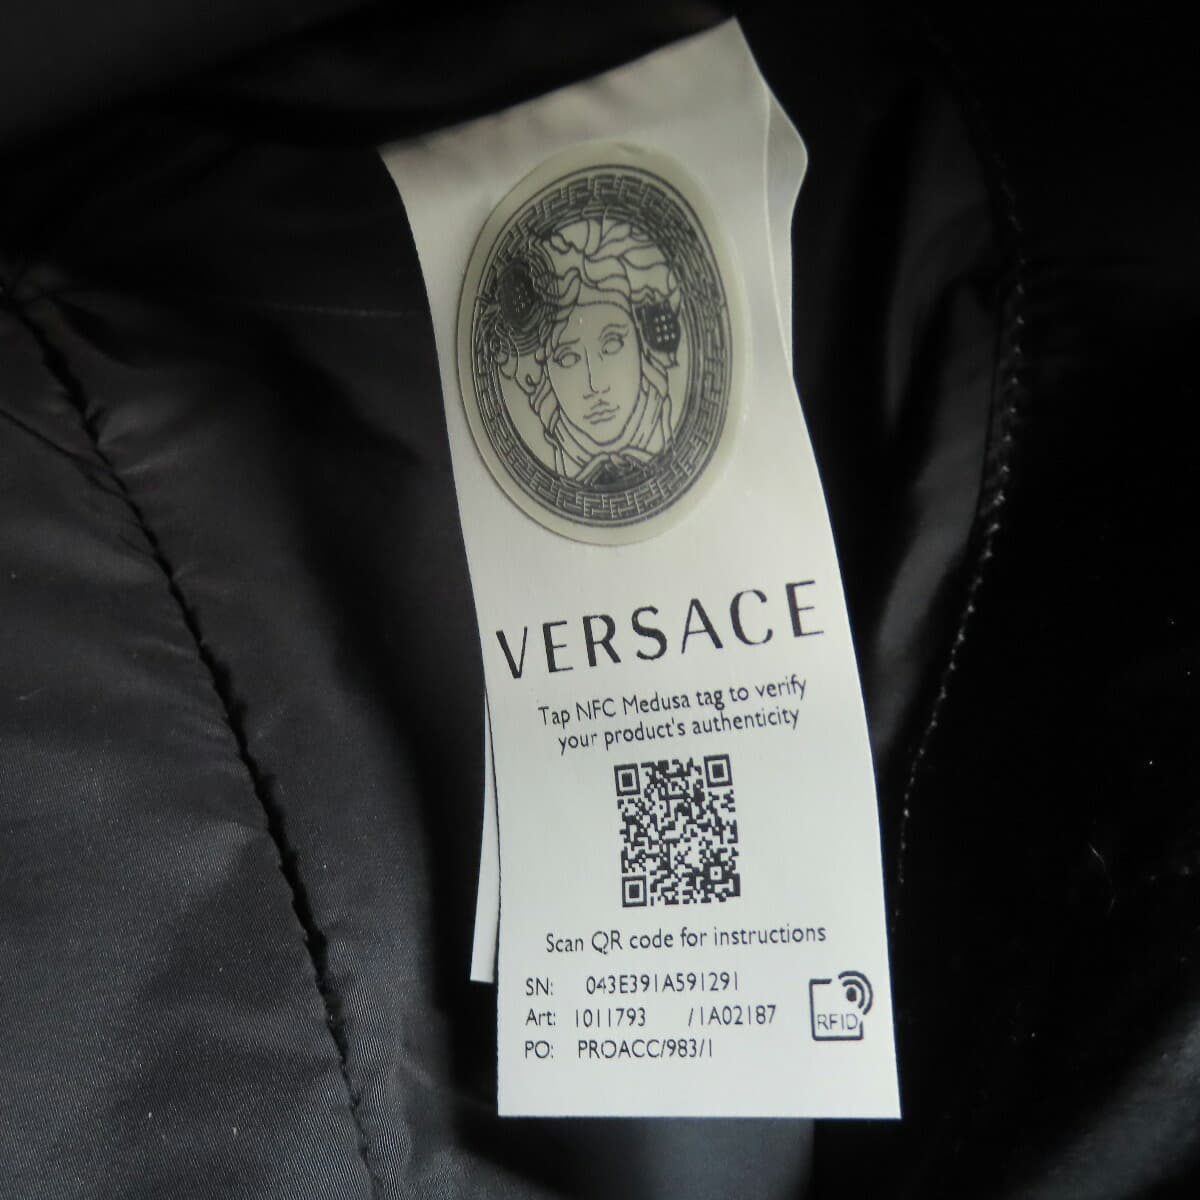 VERSACE
Tap NFC Medusa tag to verify
your product's authenticity
Scan QR code for instructions
SN: 043E391A591291
Art: 1011793 /1A02187
PO: PROACC/983/1
RFID